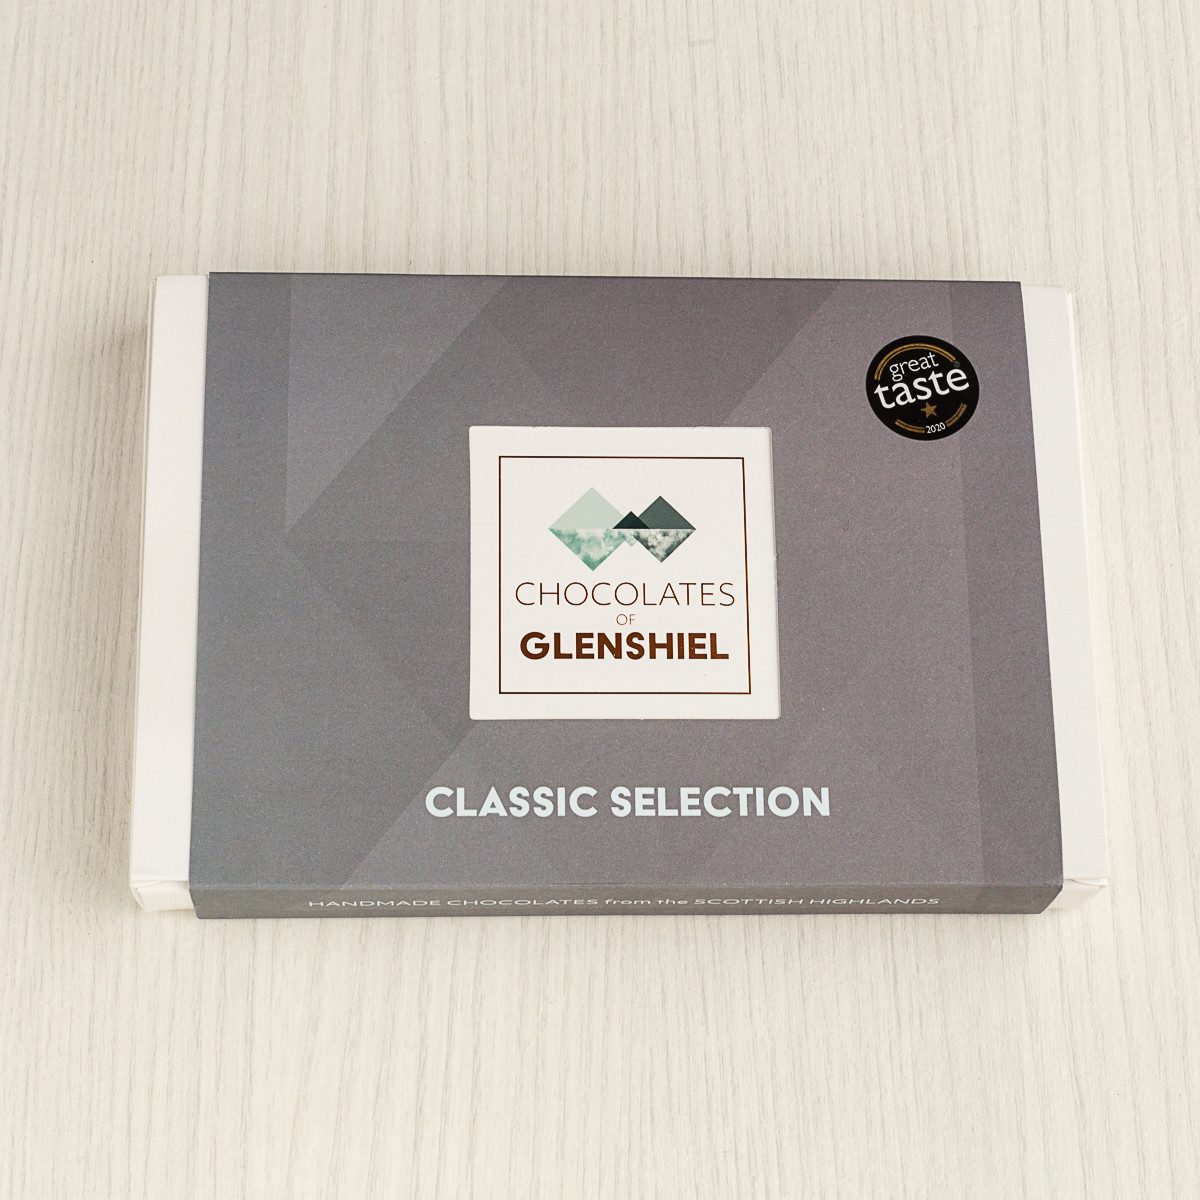 great
taste
2020
CHOCOLATES
OF
GLENSHIEL
CLASSIC SELECTION
HANDMADE CHOCOLATES from the SCOTTISH HIGHLANDS